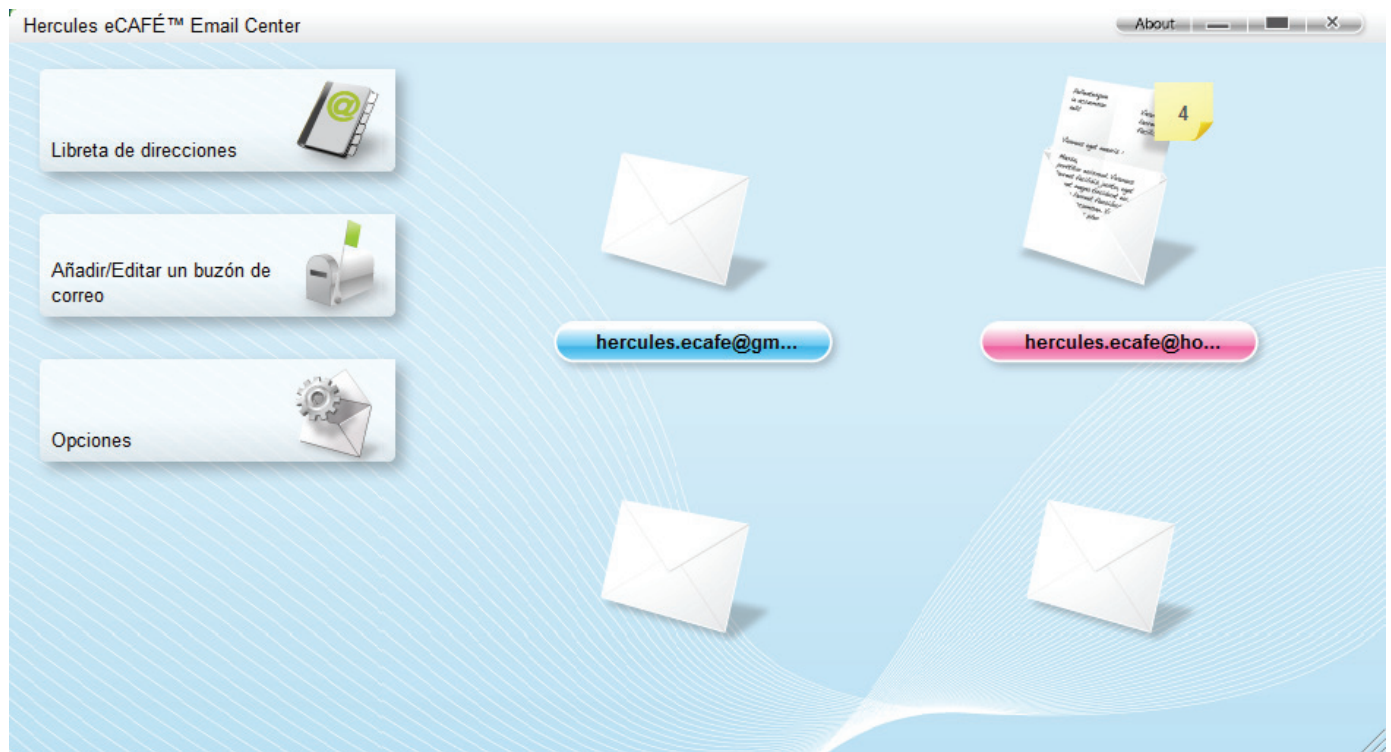 Hercules eCAFÉ™ Email Center
About
Libreta de direcciones
4
Añadir/Editar un buzón de
correo
hercules.ecafe@gm...
hercules.ecafe@ho...
Opciones